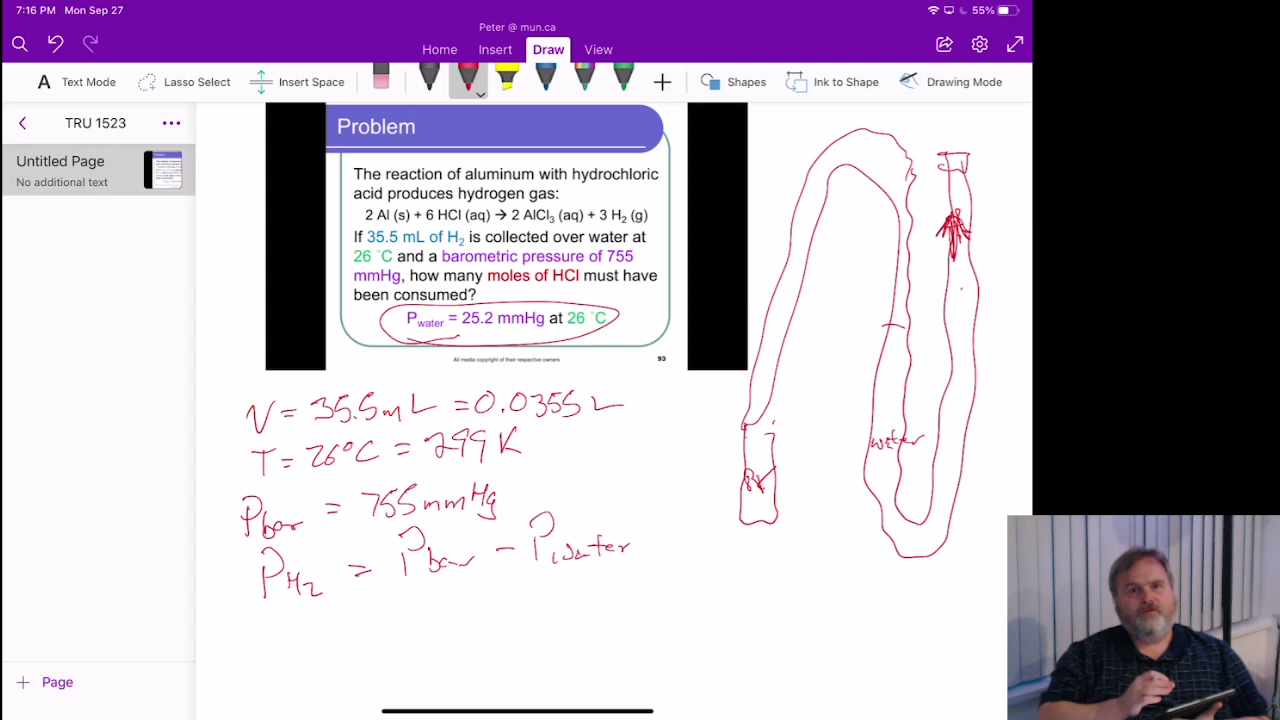 7:16 PM Mon Sep 27
55%
Peter @ mun.ca
Home Insert Draw View
A Text Mode Lasso Select Insert Space Shapes Ink to Shape Drawing Mode
TRU 1523
Untitled Page
No additional text
Problem
The reaction of aluminum with hydrochloric
acid produces hydrogen gas:
2 Al (s) + 6 HCl (aq) → 2 AlCl₃ (aq) + 3 H₂ (g)
If 35.5 mL of H₂ is collected over water at
26 ˚C and a barometric pressure of 755
mmHg, how many moles of HCl must have
been consumed?
Pwater = 25.2 mmHg at 26 ˚C
All media copyright of their respective owners
93
V = 35.5 mL = 0.0355 L
T = 26°C = 299 K
Pbar = 755 mmHg
PH₂ = Pbar - Pwater
water
+ Page